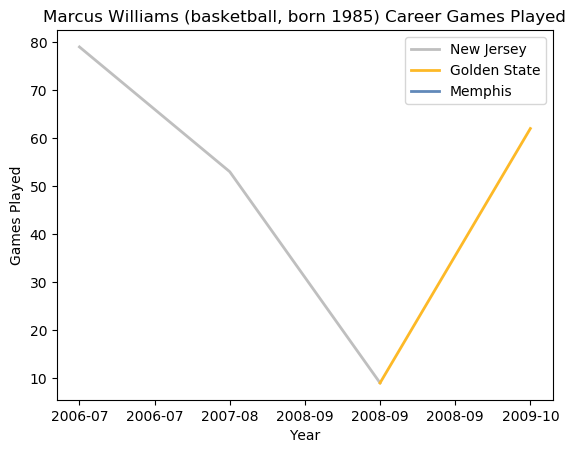 Marcus Williams (basketball, born 1985) Career Games Played
80
70
60
50
40
30
20
10
Games Played
New Jersey
Golden State
Memphis
2006-07 2006-07 2007-08 2008-09 2008-09 2008-09 2009-10
Year